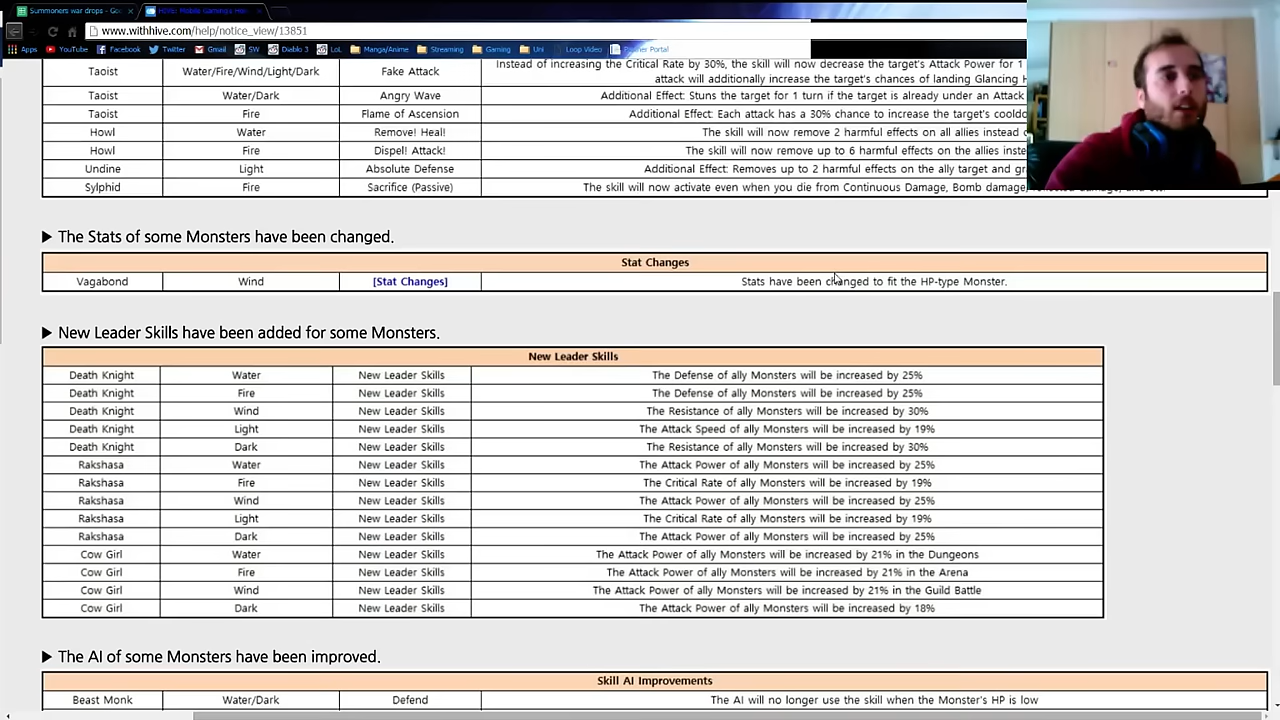 Summoners war drops - Goo
www.withhive.com/help/notice_view/13851
Apps YouTube Facebook Twitter Gmail SW Diablo 3 LoL Manga/Anime Streaming Gaming Uni Loop Video Portal
Taoist Water/Fire/Wind/Light/Dark Fake Attack Instead of increasing the Critical Rate by 30%, the skill will now decrease the target's Attack Power for 1
attack will additionally increase the target's chances of landing Glancing H
Taoist Water/Dark Angry Wave Additional Effect: Stuns the target for 1 turn if the target is already under an Attack
Taoist Fire Flame of Ascension Additional Effect: Each attack has a 30% chance to increase the target's cooldo
Howl Water Remove! Heal! The skill will now remove 2 harmful effects on all allies instead o
Howl Fire Dispel! Attack! The skill will now remove up to 6 harmful effects on the allies inste
Undine Light Absolute Defense Additional Effect: Removes up to 2 harmful effects on the ally target and gr
Sylphid Fire Sacrifice (Passive) The skill will now activate even when you die from Continuous Damage, Bomb damage,
▶ The Stats of some Monsters have been changed.
Stat Changes
Vagabond Wind [Stat Changes] Stats have been changed to fit the HP-type Monster.
▶ New Leader Skills have been added for some Monsters.
New Leader Skills
Death Knight Water New Leader Skills The Defense of ally Monsters will be increased by 25%
Death Knight Fire New Leader Skills The Defense of ally Monsters will be increased by 25%
Death Knight Wind New Leader Skills The Resistance of ally Monsters will be increased by 30%
Death Knight Light New Leader Skills The Attack Speed of ally Monsters will be increased by 19%
Death Knight Dark New Leader Skills The Resistance of ally Monsters will be increased by 30%
Rakshasa Water New Leader Skills The Attack Power of ally Monsters will be increased by 25%
Rakshasa Fire New Leader Skills The Critical Rate of ally Monsters will be increased by 19%
Rakshasa Wind New Leader Skills The Attack Power of ally Monsters will be increased by 25%
Rakshasa Light New Leader Skills The Critical Rate of ally Monsters will be increased by 19%
Rakshasa Dark New Leader Skills The Attack Power of ally Monsters will be increased by 25%
Cow Girl Water New Leader Skills The Attack Power of ally Monsters will be increased by 21% in the Dungeons
Cow Girl Fire New Leader Skills The Attack Power of ally Monsters will be increased by 21% in the Arena
Cow Girl Wind New Leader Skills The Attack Power of ally Monsters will be increased by 21% in the Guild Battle
Cow Girl Dark New Leader Skills The Attack Power of ally Monsters will be increased by 18%
▶ The AI of some Monsters have been improved.
Skill AI Improvements
Beast Monk Water/Dark Defend The AI will no longer use the skill when the Monster's HP is low